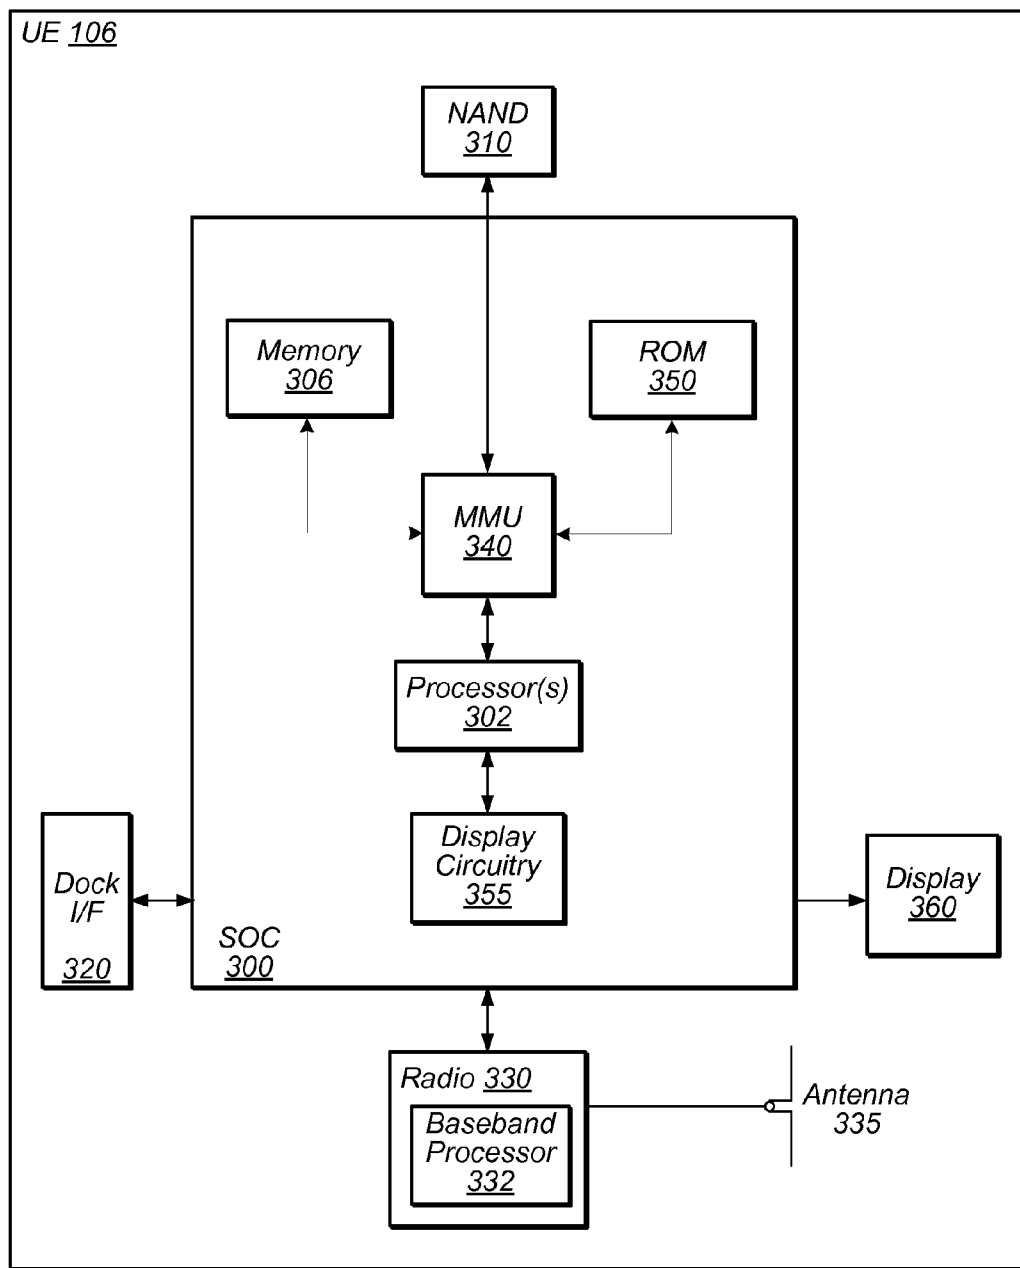 UE 106
NAND
310
Memory
306
ROM
350
MMU
340
Processor(s)
302
Display
Circuitry
355
Dock
I/F
320
SOC
300
Display
360
Radio 330
Baseband
Processor
332
Antenna
335